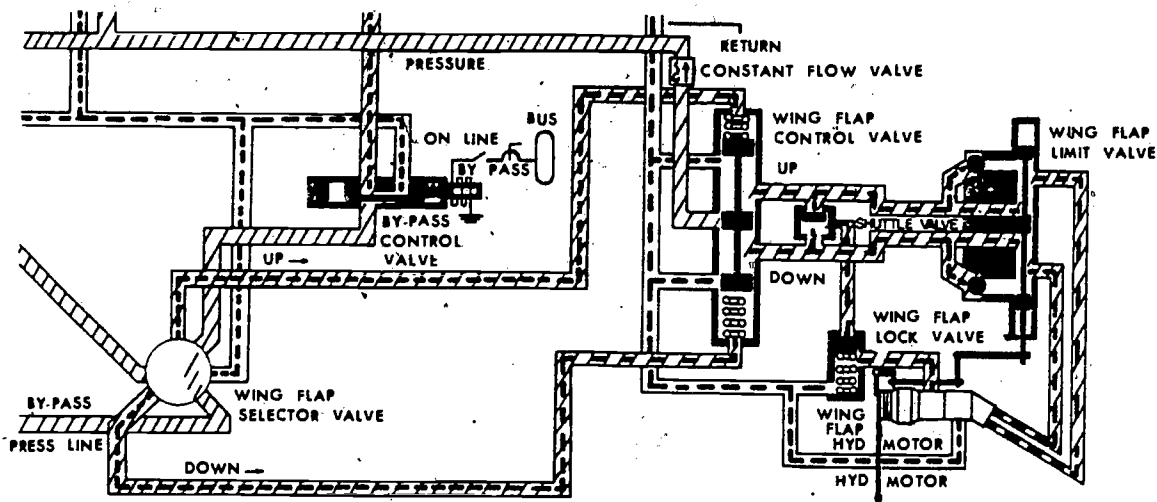 RETURN
PRESSURE
CONSTANT FLOW VALVE
BUS
ON LINE
BY PASS
WING FLAP
CONTROL VALVE
WING FLAP
LIMIT VALVE
UP
BY-PASS
CONTROL
VALVE
SHUTTLE VALVE
UP →
DOWN
WING FLAP
LOCK VALVE
WING FLAP
SELECTOR VALVE
BY-PASS
PRESS LINE
WING
FLAP
HYD MOTOR
DOWN →
HYD MOTOR